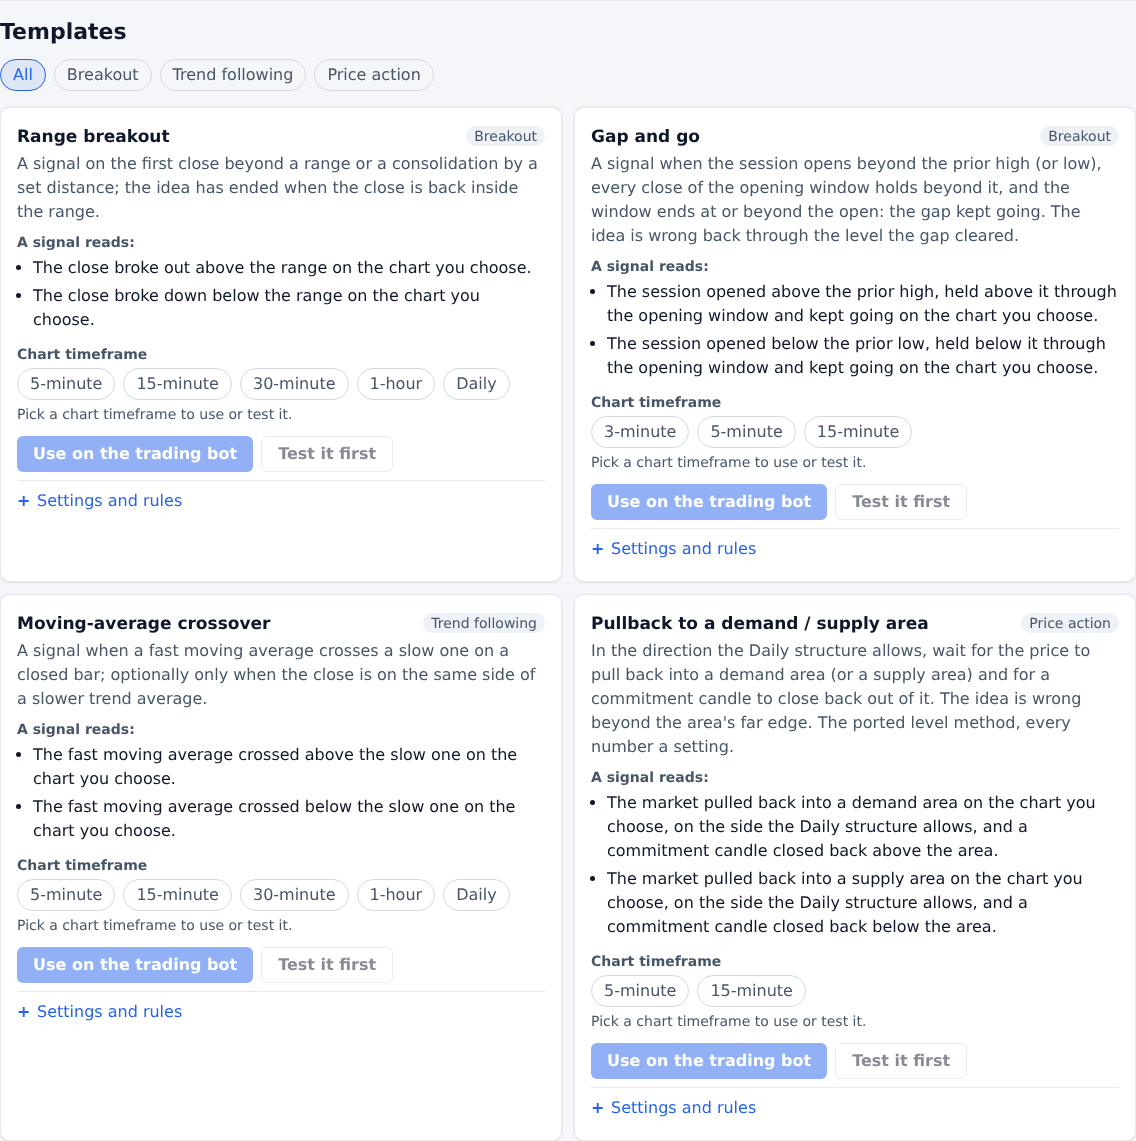 Templates
All
Breakout
Trend following
Price action
Range breakout
Breakout
A signal on the first close beyond a range or a consolidation by a
set distance; the idea has ended when the close is back inside
the range.
A signal reads:
• The close broke out above the range on the chart you choose.
• The close broke down below the range on the chart you
choose.
Chart timeframe
5-minute
15-minute
30-minute
1-hour
Daily
Pick a chart timeframe to use or test it.
Use on the trading bot
Test it first
+ Settings and rules
Gap and go
Breakout
A signal when the session opens beyond the prior high (or low),
every close of the opening window holds beyond it, and the
window ends at or beyond the open: the gap kept going. The
idea is wrong back through the level the gap cleared.
A signal reads:
• The session opened above the prior high, held above it through
the opening window and kept going on the chart you choose.
• The session opened below the prior low, held below it through
the opening window and kept going on the chart you choose.
Chart timeframe
3-minute
5-minute
15-minute
Pick a chart timeframe to use or test it.
Use on the trading bot
Test it first
+ Settings and rules
Moving-average crossover
Trend following
A signal when a fast moving average crosses a slow one on a
closed bar; optionally only when the close is on the same side of
a slower trend average.
A signal reads:
• The fast moving average crossed above the slow one on the
chart you choose.
• The fast moving average crossed below the slow one on the
chart you choose.
Chart timeframe
5-minute
15-minute
30-minute
1-hour
Daily
Pick a chart timeframe to use or test it.
Use on the trading bot
Test it first
+ Settings and rules
Pullback to a demand / supply area
Price action
In the direction the Daily structure allows, wait for the price to
pull back into a demand area (or a supply area) and for a
commitment candle to close back out of it. The idea is wrong
beyond the area's far edge. The ported level method, every
number a setting.
A signal reads:
• The market pulled back into a demand area on the chart you
choose, on the side the Daily structure allows, and a
commitment candle closed back above the area.
• The market pulled back into a supply area on the chart you
choose, on the side the Daily structure allows, and a
commitment candle closed back below the area.
Chart timeframe
5-minute
15-minute
Pick a chart timeframe to use or test it.
Use on the trading bot
Test it first
+ Settings and rules